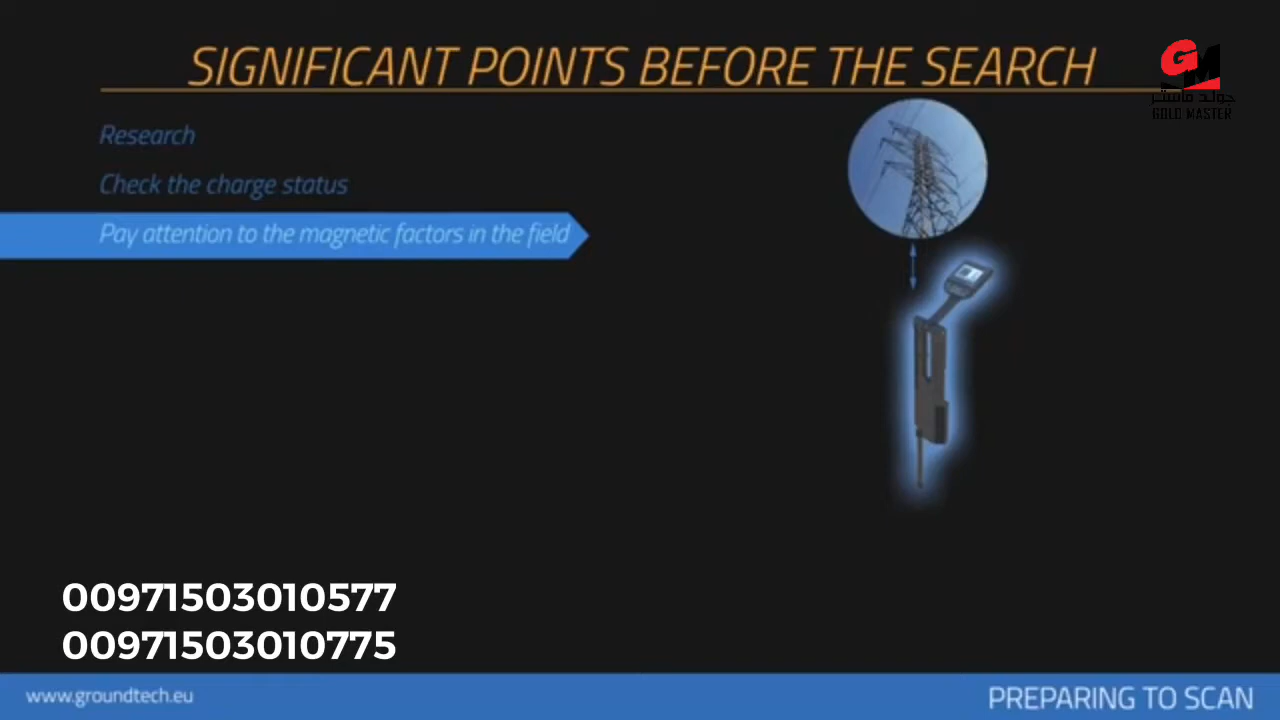 SIGNIFICANT POINTS BEFORE THE SEARCH
GM
جولد ماستر
GOLD MASTER
Research
Check the charge status
Pay attention to the magnetic factors in the field
00971503010577
00971503010775
www.groundtech.eu
PREPARING TO SCAN